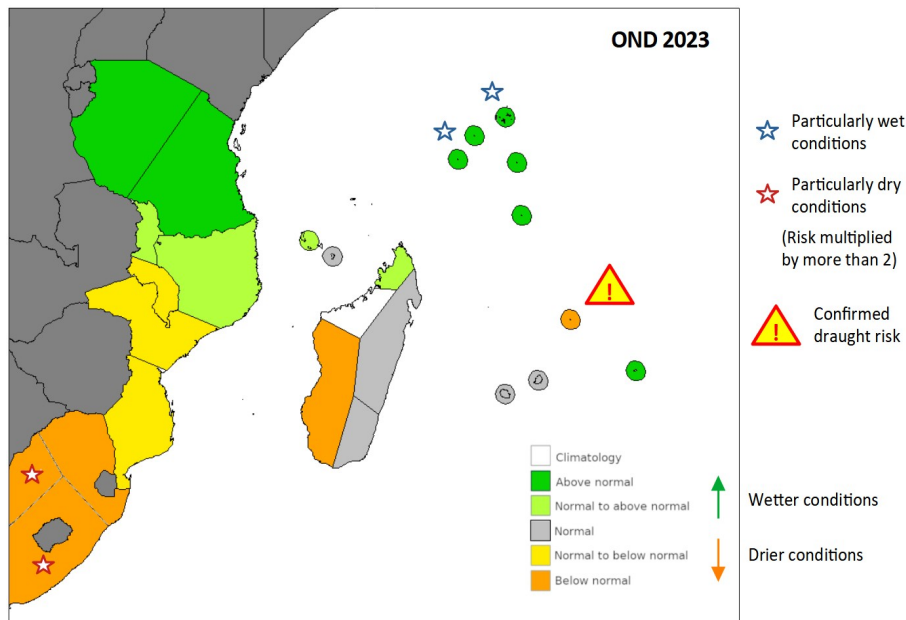 OND 2023
Particularly wet
conditions
Particularly dry
conditions
(Risk multiplied
by more than 2)
!
!
Confirmed
draught risk
Climatology
Above normal
Normal to above normal
Normal
Normal to below normal
Below normal
Wetter conditions
Drier conditions